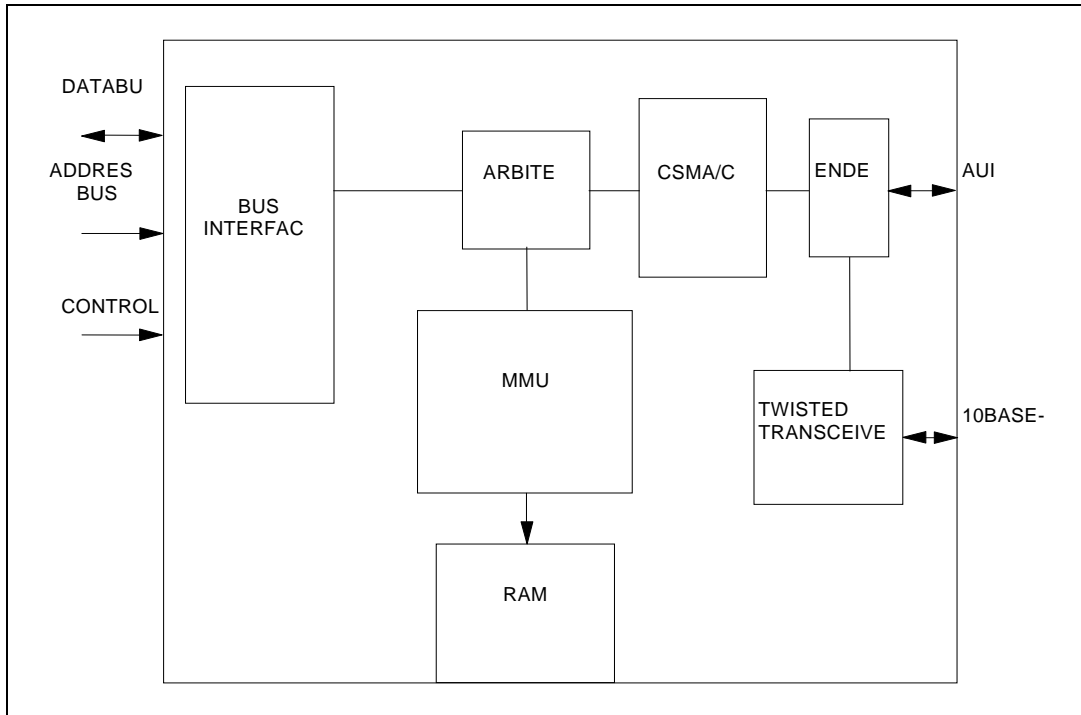 DATABU
ADDRES
BUS
CONTROL
BUS
INTERFAC
ARBITE
CSMA/C
ENDE
AUI
MMU
TWISTED
TRANSCEIVE
10BASE-
RAM